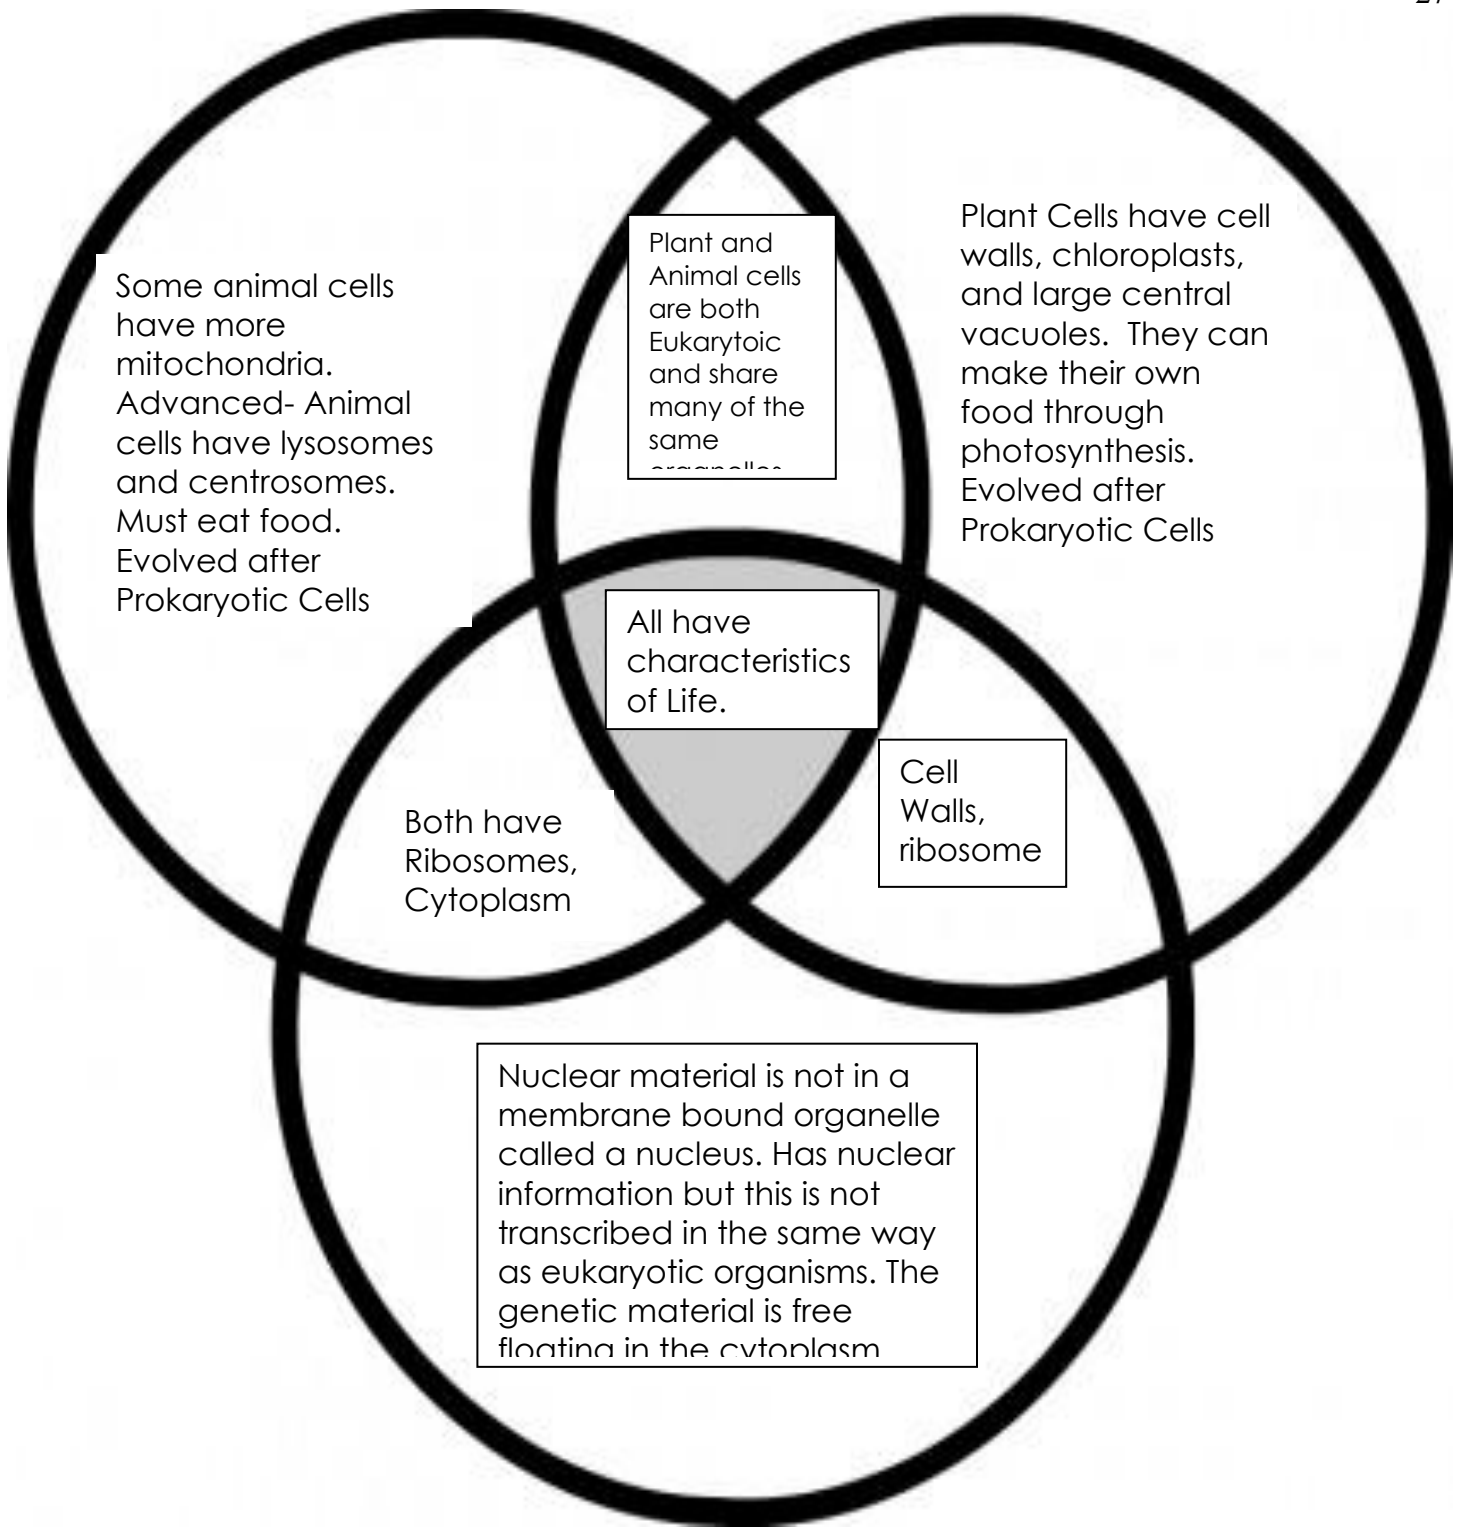 Some animal cells
have more
mitochondria.
Advanced- Animal
cells have lysosomes
and centrosomes.
Must eat food.
Evolved after
Prokaryotic Cells
Plant and
Animal cells
are both
Eukarytoic
and share
many of the
same
organelles
Plant Cells have cell
walls, chloroplasts,
and large central
vacuoles. They can
make their own
food through
photosynthesis.
Evolved after
Prokaryotic Cells
All have
characteristics
of Life.
Both have
Ribosomes,
Cytoplasm
Cell
Walls,
ribosome
Nuclear material is not in a
membrane bound organelle
called a nucleus. Has nuclear
information but this is not
transcribed in the same way
as eukaryotic organisms. The
genetic material is free
floating in the cytoplasm